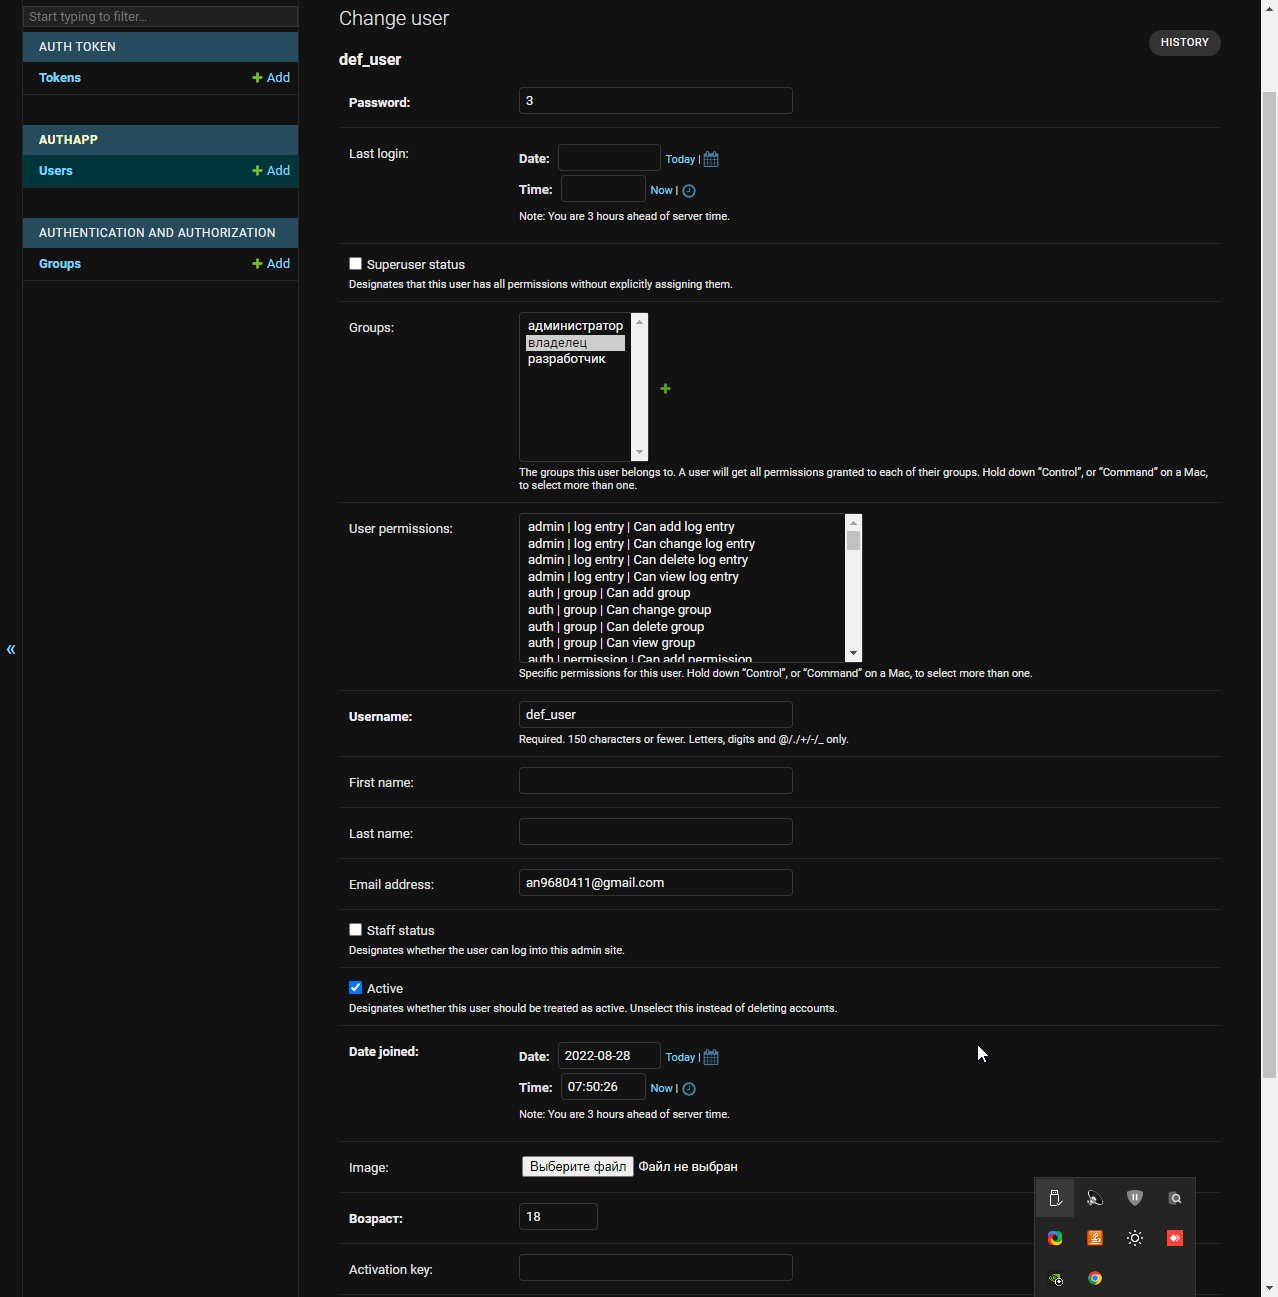 Start typing to filter...
AUTH TOKEN
Tokens
Add
AUTHAPP
Users
Add
AUTHENTICATION AND AUTHORIZATION
Groups
Add
«
Change user
HISTORY
def_user
Password:
3
Last login:
Date:
Today |
Time:
Now |
Note: You are 3 hours ahead of server time.
Superuser status
Designates that this user has all permissions without explicitly assigning them.
Groups:
администратор
владелец
разработчик
The groups this user belongs to. A user will get all permissions granted to each of their groups. Hold down “Control”, or “Command” on a Mac,
to select more than one.
User permissions:
admin | log entry | Can add log entry
admin | log entry | Can change log entry
admin | log entry | Can delete log entry
admin | log entry | Can view log entry
auth | group | Can add group
auth | group | Can change group
auth | group | Can delete group
auth | group | Can view group
auth | permission | Can add permission
Specific permissions for this user. Hold down “Control”, or “Command” on a Mac, to select more than one.
Username:
def_user
Required. 150 characters or fewer. Letters, digits and @/./+/-/_ only.
First name:
Last name:
Email address:
an9680411@gmail.com
Staff status
Designates whether the user can log into this admin site.
Active
Designates whether this user should be treated as active. Unselect this instead of deleting accounts.
Date joined:
Date:
2022-08-28
Today |
Time:
07:50:26
Now |
Note: You are 3 hours ahead of server time.
Image:
Выберите файл
Файл не выбран
Возраст:
18
Activation key: